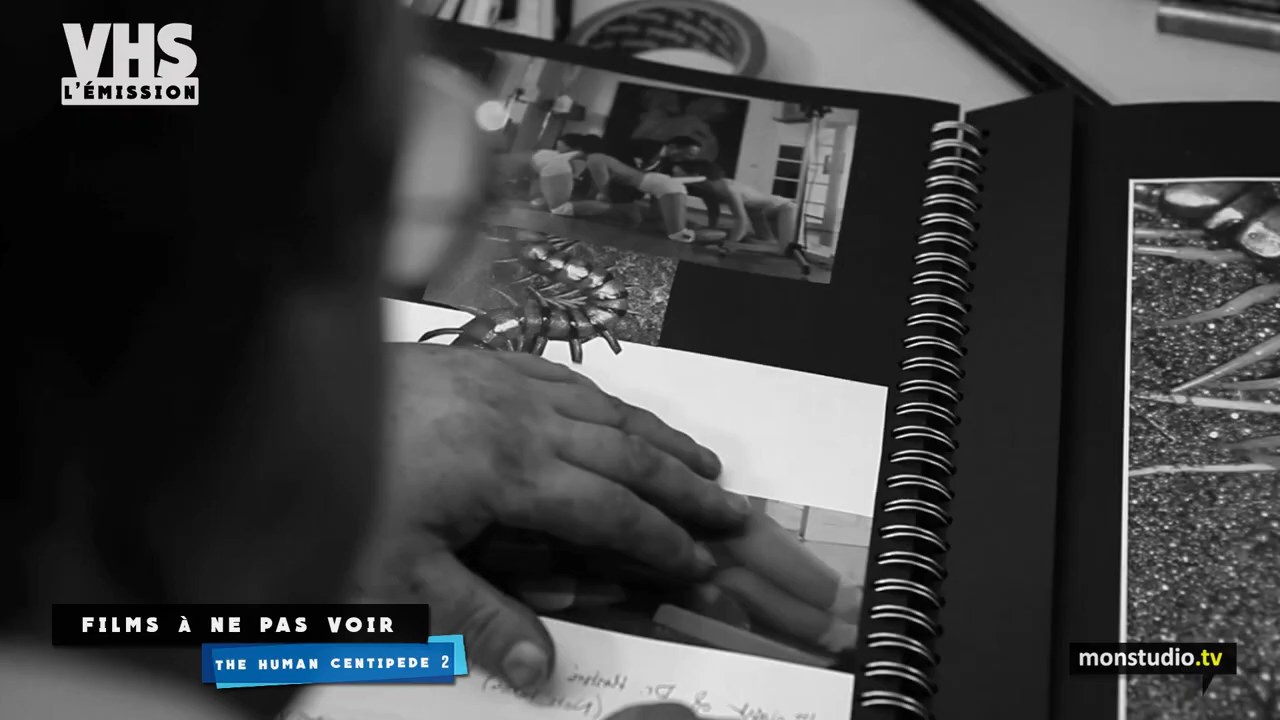 VHS
L'ÉMISSION
FILMS À NE PAS VOIR
THE HUMAN CENTIPEDE 2
monstudio.tv